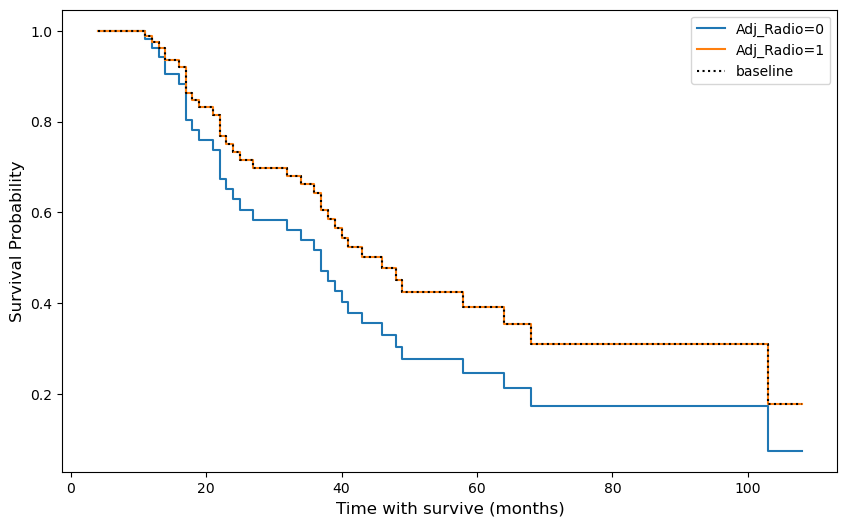 Adj_Radio=0
Adj_Radio=1
baseline
1.0
0.8
0.6
0.4
0.2
Survival Probability
0
20
40
60
80
100
Time with survive (months)